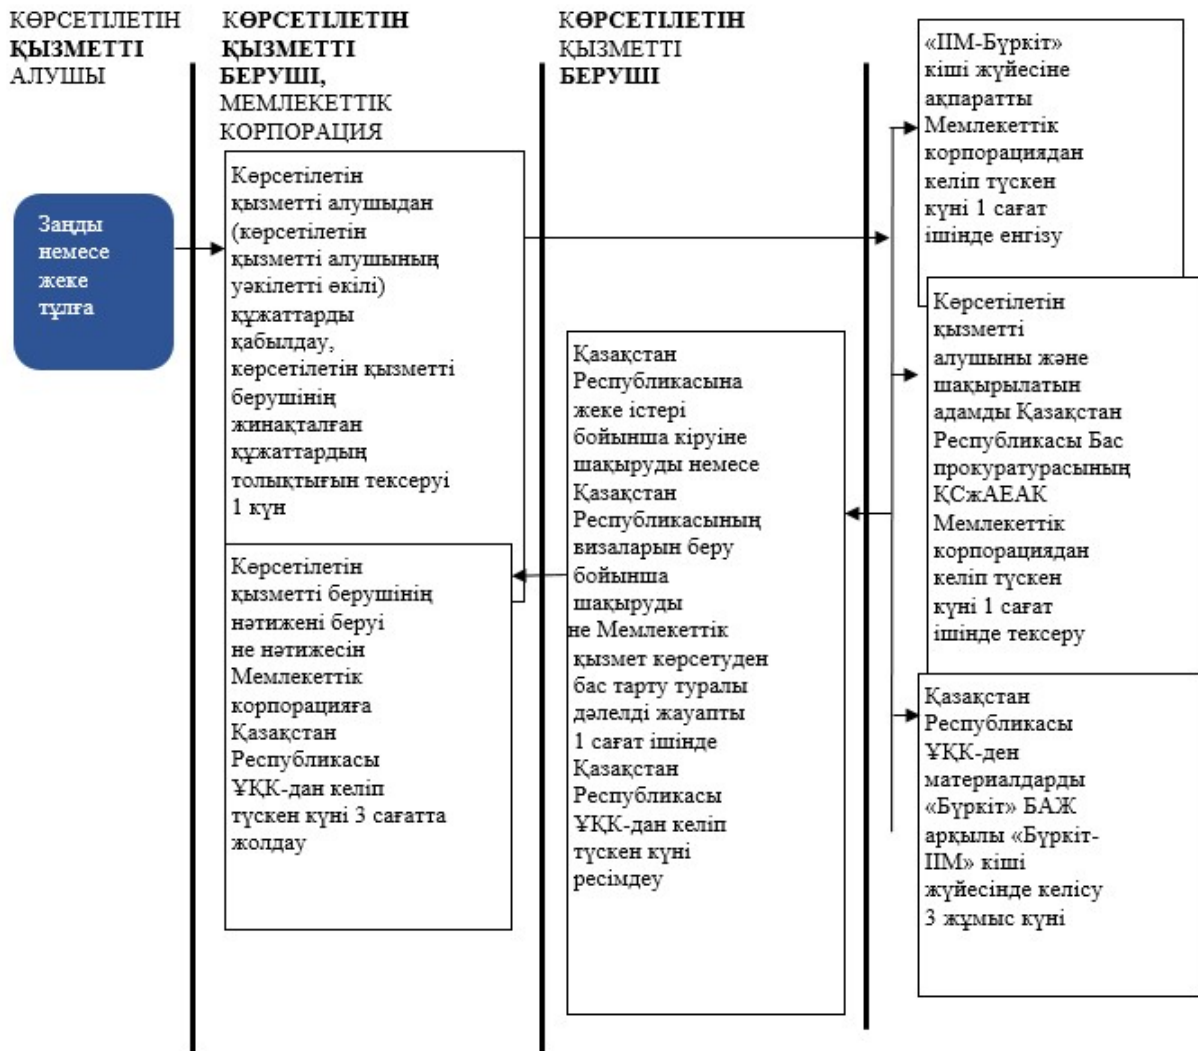 КӨРСЕТІЛЕТІН
ҚЫЗМЕТТІ
АЛУШЫ
КӨРСЕТІЛЕТІН
ҚЫЗМЕТТІ
БЕРУШІ,
МЕМЛЕКЕТТІК
КОРПОРАЦИЯ
КӨРСЕТІЛЕТІН
ҚЫЗМЕТТІ
БЕРУШІ
Заңды
немесе
жеке
тұлға
Көрсетілетін
қызметті алушыдан
(көрсетілетін
қызметті алушының
уәкілетті өкілі)
құжаттарды
қабылдау,
көрсетілетін қызметті
берушінің
жинақталған
құжаттардың
толықтығын тексеруі
1 күн
Көрсетілетін
қызметті берушінің
нәтижені беруі
не нәтижесін
Мемлекеттік
корпорацияға
Қазақстан
Республикасы
ҰҚК-дан келіп
түскен күні 3 сағатта
жолдау
Қазақстан
Республикасына
жеке істері
бойынша кіруіне
шақыруды немесе
Қазақстан
Республикасының
визаларын беру
бойынша
шақыруды
не Мемлекеттік
қызмет көрсетуден
бас тарту туралы
дәлелді жауапты
1 сағат ішінде
Қазақстан
Республикасы
ҰҚК-дан келіп
түскен күні
ресімдеу
«ІІМ-Бүркіт»
кіші жүйесіне
ақпаратты
Мемлекеттік
корпорациядан
келіп түскен
күні 1 сағат
ішінде енгізу
Көрсетілетін
қызметті
алушыны және
шақырылатын
адамды Қазақстан
Республикасы Бас
прокуратурасының
ҚСжАЕАК
Мемлекеттік
корпорациядан
келіп түскен
күні 1 сағат
ішінде тексеру
Қазақстан
Республикасы
ҰҚК-ден
материалдарды
«Бүркіт» БАЖ
арқылы «Бүркіт-
ІІМ» кіші
жүйесінде келісу
3 жұмыс күні